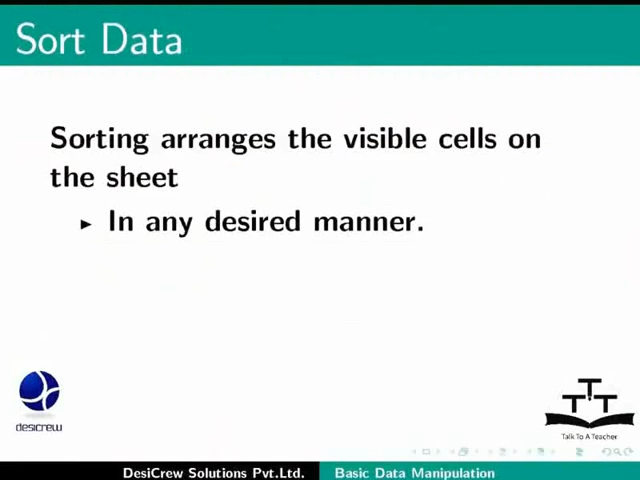 Sort Data
Sorting arranges the visible cells on
the sheet
In any desired manner.
desicrew
TTT
Talk To A Teacher
DesiCrew Solutions Pvt.Ltd. Basic Data Manipulation